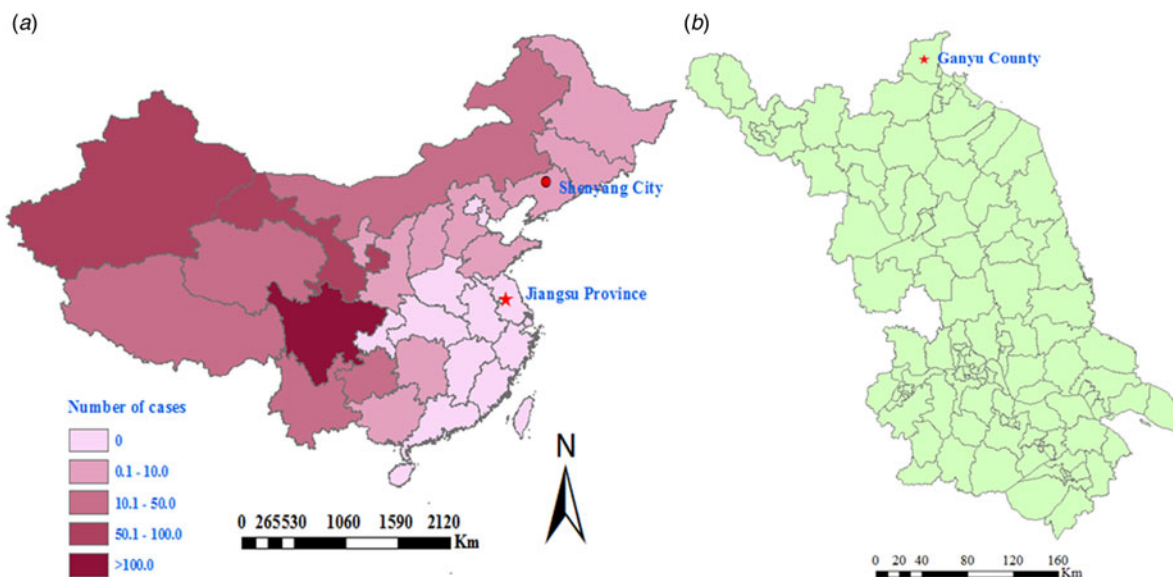 (a)
Shenyang City
Jiangsu Province
Number of cases
0
0.1 - 10.0
10.1 - 50.0
50.1 - 100.0
>100.0
N
0 265530 1060 1590 2120
Km
(b)
Ganyu County
0 20 40 80 120 160
Km